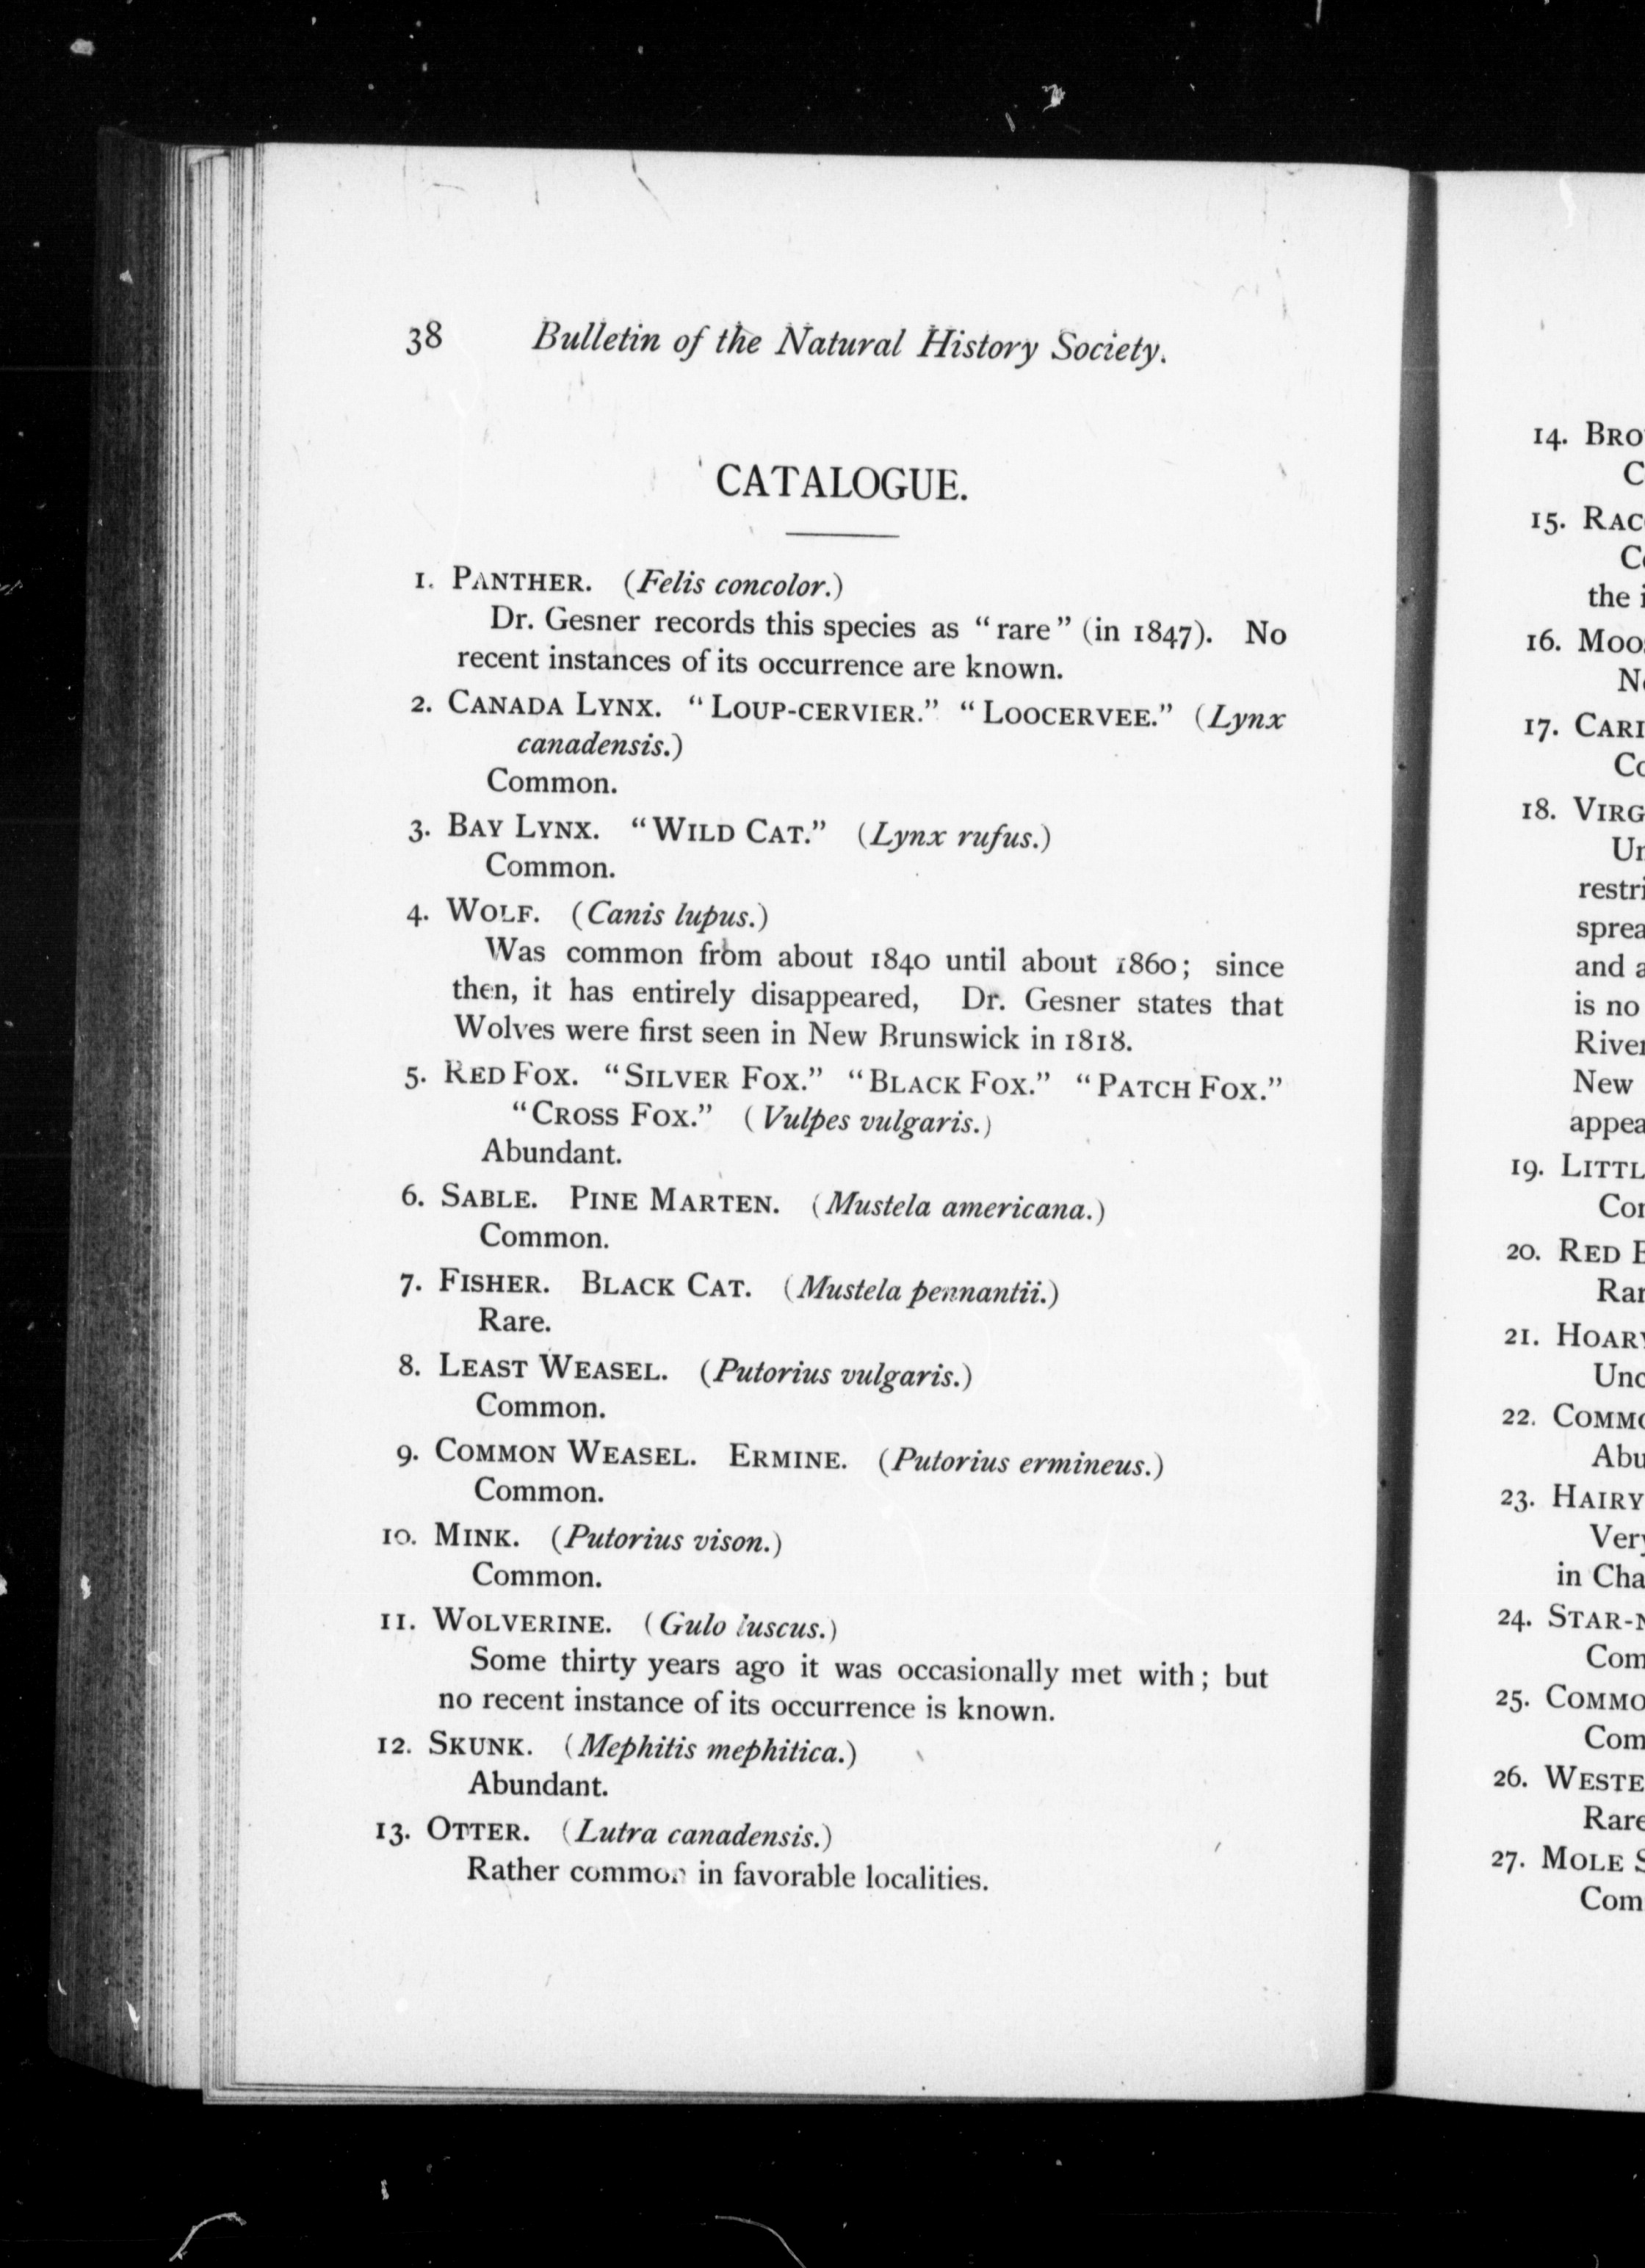 38 Bulletin of the Natural History Society.
CATALOGUE.
1. PANTHER. (Felis concolor.)
Dr. Gesner records this species as "rare" (in 1847). No
recent instances of its occurrence are known.
2. CANADA LYNX. "LOUP-CERVIER." "LOOCERVEE." (Lynx
canadensis.)
Common.
3. BAY LYNX. "WILD CAT." (Lynx rufus.)
Common.
4. WOLF. (Canis lupus.)
Was common from about 1840 until about 1860; since
then, it has entirely disappeared, Dr. Gesner states that
Wolves were first seen in New Brunswick in 1818.
5. RED FOX. "SILVER FOX." "BLACK FOX." "PATCH FOX."
"CROSS FOX." (Vulpes vulgaris.)
Abundant.
6. SABLE. PINE MARTEN. (Mustela americana.)
Common.
7. FISHER. BLACK CAT. (Mustela pennantii.)
Rare.
8. LEAST WEASEL. (Putorius vulgaris.)
Common.
9. COMMON WEASEL. ERMINE. (Putorius ermineus.)
Common.
10. MINK. (Putorius vison.)
Common.
11. WOLVERINE. (Gulo luscus.)
Some thirty years ago it was occasionally met with; but
no recent instance of its occurrence is known.
12. SKUNK. (Mephitis mephitica.)
Abundant.
13. OTTER. (Lutra canadensis.)
Rather common in favorable localities.
14.
15.
the
16.
17.
18.
and
is no
New
19.
20. RED
21.
22.
23. HAIRY
in
24.
25.
26.
27. MOLE